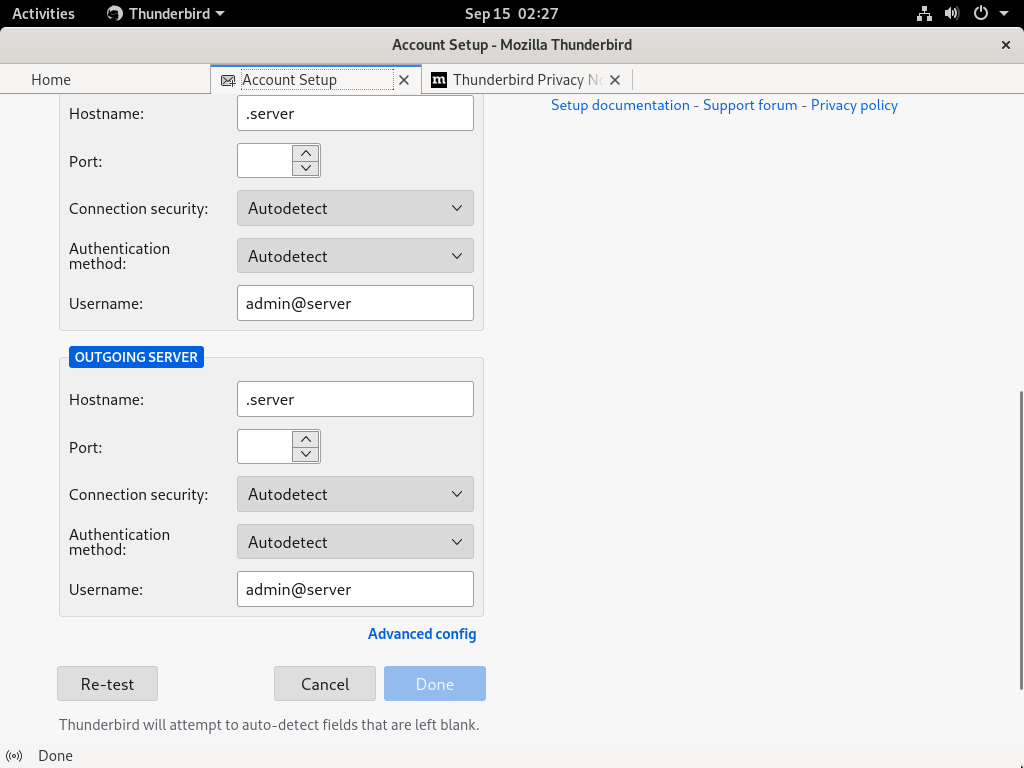 Activities Thunderbird Sep 15 02:27
Account Setup - Mozilla Thunderbird
Home Account Setup Thunderbird Privacy No
Hostname: .server
Setup documentation - Support forum - Privacy policy
Port:
Connection security: Autodetect
Authentication method: Autodetect
Username: admin@server
OUTGOING SERVER
Hostname: .server
Port:
Connection security: Autodetect
Authentication method: Autodetect
Username: admin@server
Advanced config
Re-test Cancel Done
Thunderbird will attempt to auto-detect fields that are left blank.
Done